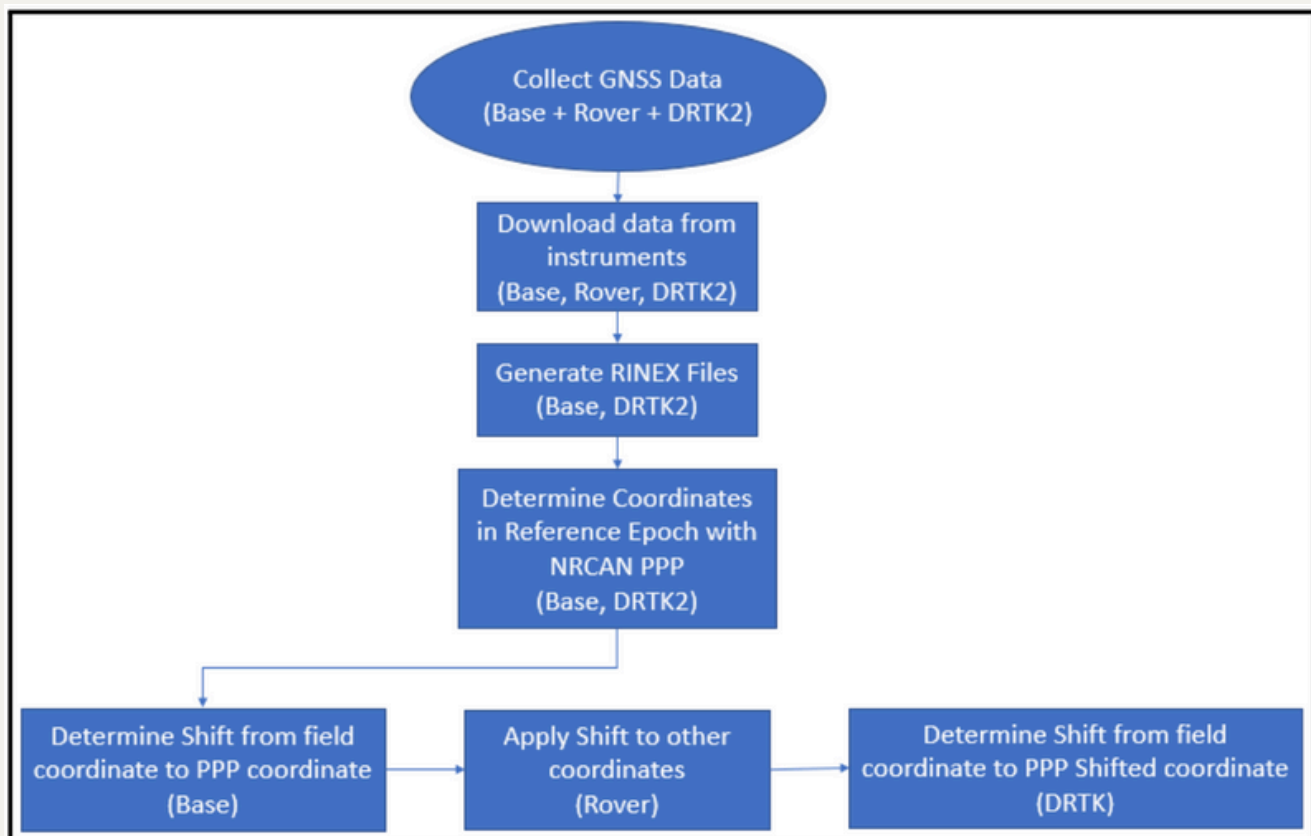 Collect GNSS Data
(Base + Rover + DRTK2)
Download data from
instruments
(Base, Rover, DRTK2)
Generate RINEX Files
(Base, DRTK2)
Determine Coordinates
in Reference Epoch with
NRCAN PPP
(Base, DRTK2)
Determine Shift from field
coordinate to PPP coordinate
(Base)
Apply Shift to other
coordinates
(Rover)
Determine Shift from field
coordinate to PPP Shifted coordinate
(DRTK)